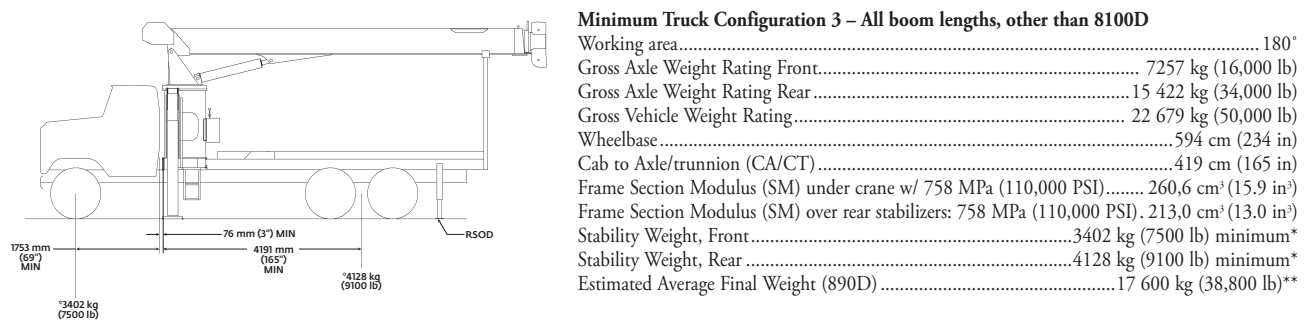 Minimum Truck Configuration 3 – All boom lengths, other than 8100D
Working area 180˚
Gross Axle Weight Rating Front 7257 kg (16,000 lb)
Gross Axle Weight Rating Rear 15 422 kg (34,000 lb)
Gross Vehicle Weight Rating 22 679 kg (50,000 lb)
Wheelbase 594 cm (234 in)
Cab to Axle/trunnion (CA/CT) 419 cm (165 in)
Frame Section Modulus (SM) under crane w/ 758 MPa (110,000 PSI) 260,6 cm³ (15.9 in³)
Frame Section Modulus (SM) over rear stabilizers: 758 MPa (110,000 PSI) 213,0 cm³ (13.0 in³)
Stability Weight, Front 3402 kg (7500 lb) minimum*
Stability Weight, Rear 4128 kg (9100 lb) minimum*
Estimated Average Final Weight (890D) 17 600 kg (38,800 lb)**
76 mm (3") MIN
RSOD
1753 mm
(69")
MIN
4191 mm
(165")
MIN
°4128 kg
(9100 lb)
°3402 kg
(7500 lb)